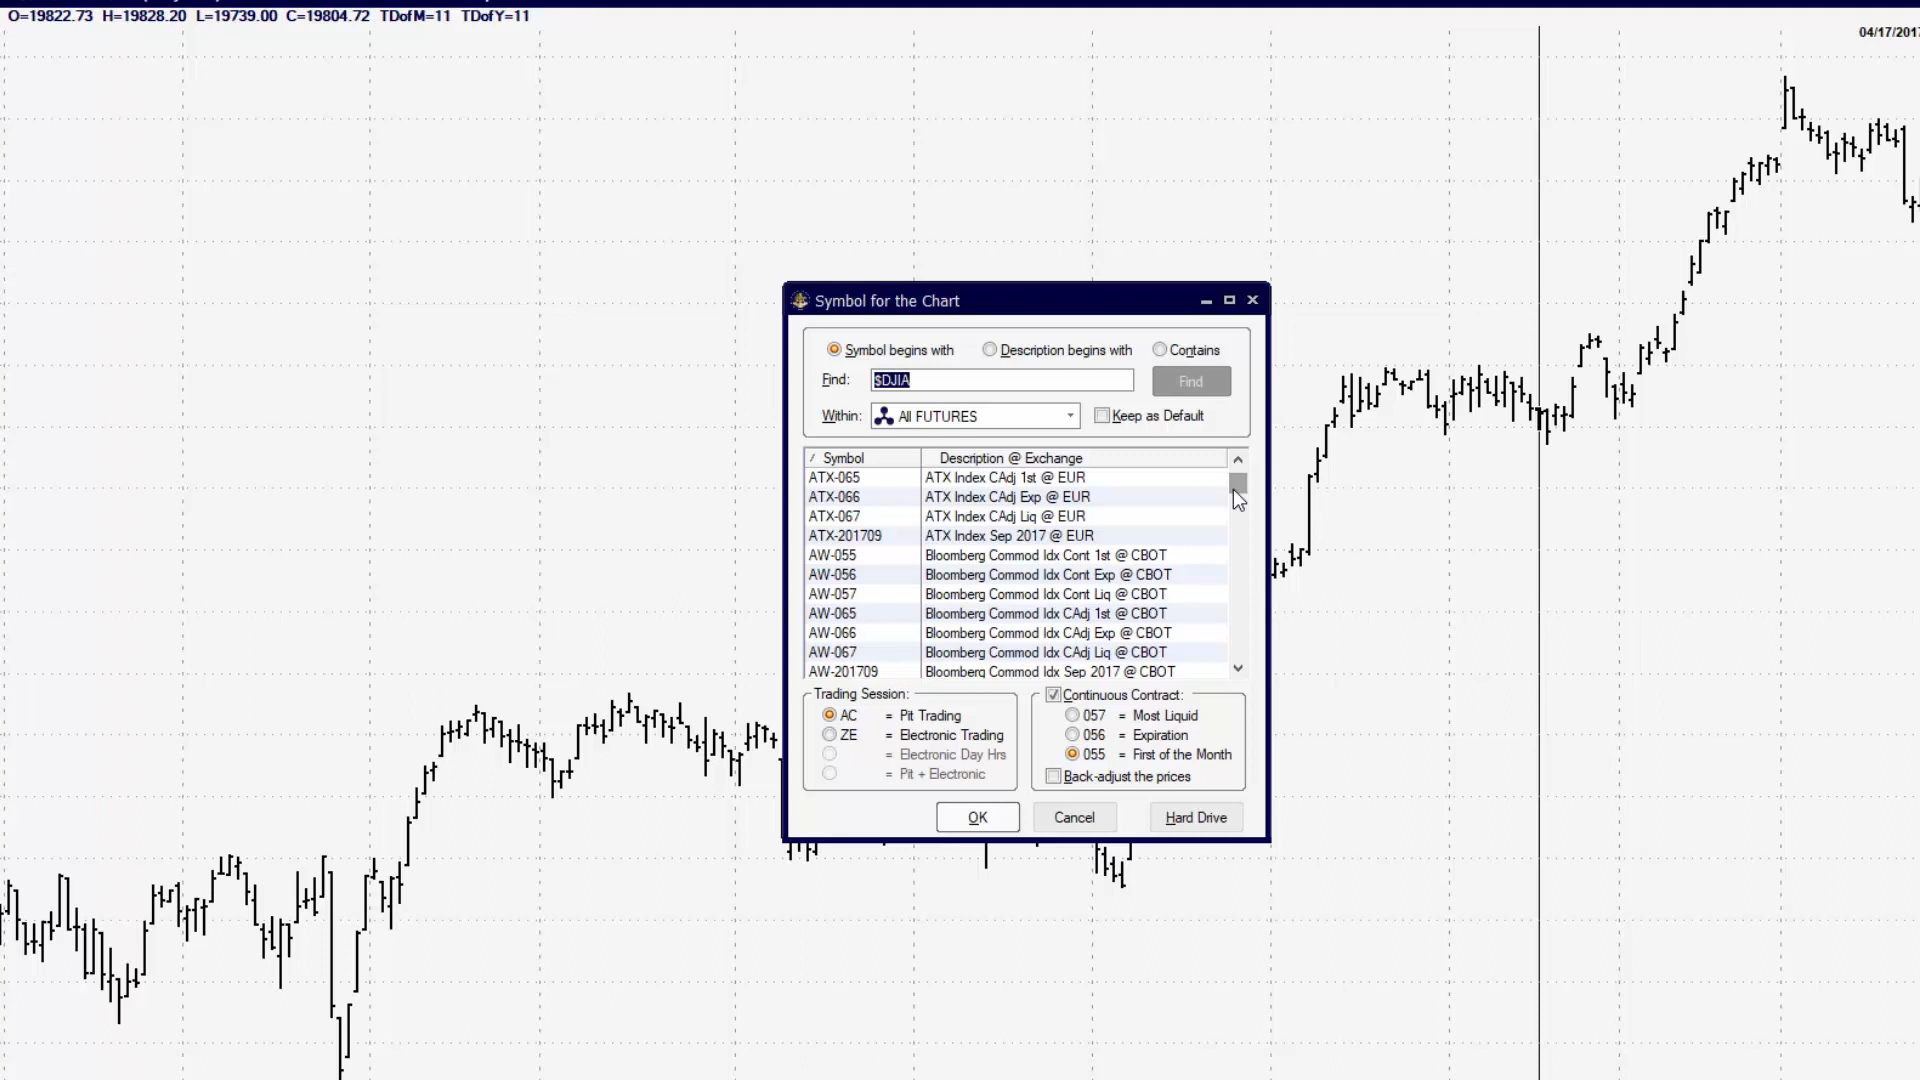 O=19822.73 H=19828.20 L=19739.00 C=19804.72 TDofM=11 TDofY=11
04/17/2017
Symbol for the Chart
Symbol begins with Description begins with Contains
Find: $DJIA Find
Within: All FUTURES Keep as Default
/ Symbol Description @ Exchange
ATX-065 ATX Index CAdj 1st @ EUR
ATX-066 ATX Index CAdj Exp @ EUR
ATX-067 ATX Index CAdj Liq @ EUR
ATX-201709 ATX Index Sep 2017 @ EUR
AW-055 Bloomberg Commod Idx Cont 1st @ CBOT
AW-056 Bloomberg Commod Idx Cont Exp @ CBOT
AW-057 Bloomberg Commod Idx Cont Liq @ CBOT
AW-065 Bloomberg Commod Idx CAdj 1st @ CBOT
AW-066 Bloomberg Commod Idx CAdj Exp @ CBOT
AW-067 Bloomberg Commod Idx CAdj Liq @ CBOT
AW-201709 Bloomberg Commod Idx Sep 2017 @ CBOT
Trading Session:
AC = Pit Trading
ZE = Electronic Trading
= Electronic Day Hrs
= Pit + Electronic
Continuous Contract:
057 = Most Liquid
056 = Expiration
055 = First of the Month
Back-adjust the prices
OK Cancel Hard Drive